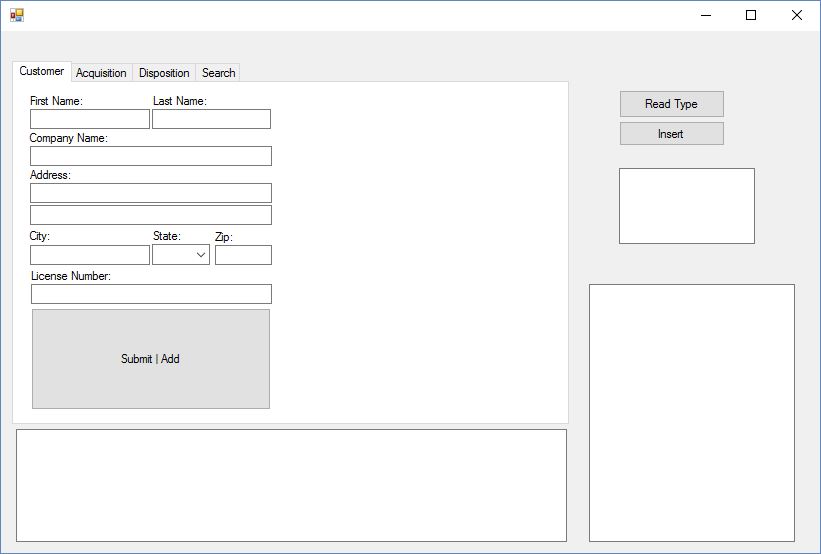 Customer Acquisition Disposition Search
First Name: Last Name:
Company Name:
Address:
City: State: Zip:
License Number:
Submit | Add
Read Type
Insert